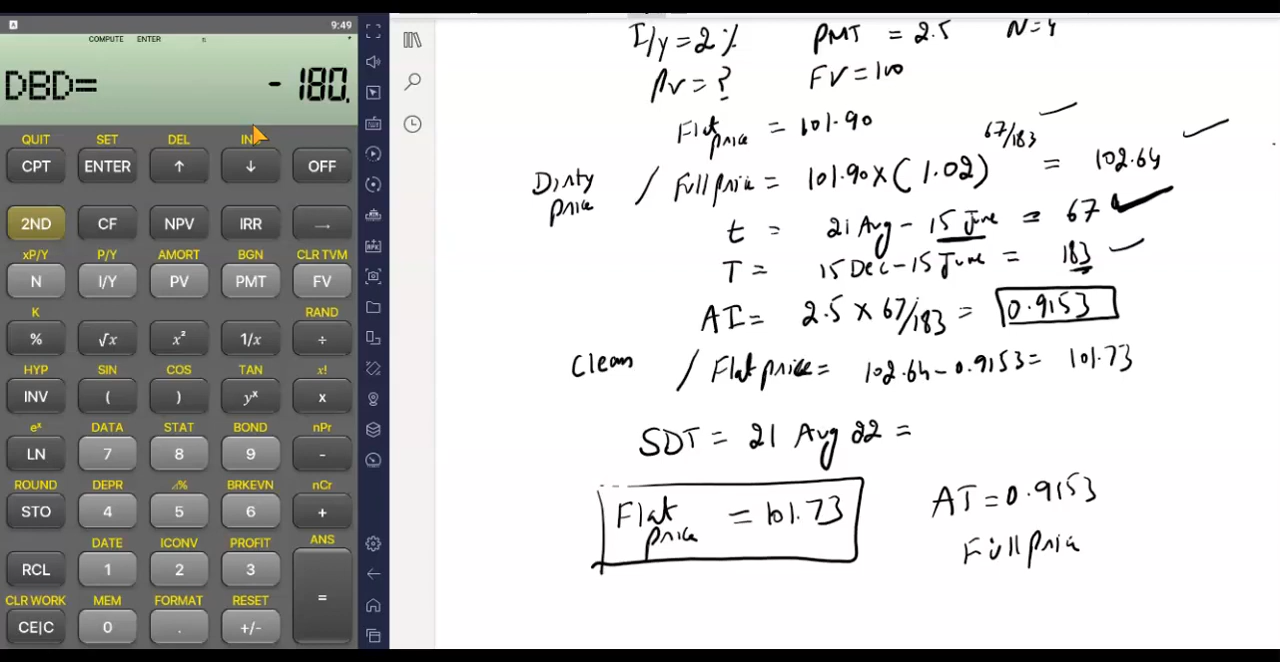 9:49
COMPUTE ENTER
DBD= -180.
QUIT SET DEL
CPT ENTER ↑ ↓ OFF
2ND CF NPV IRR →
xP/Y P/Y AMORT BGN CLR TVM
N I/Y PV PMT FV
K RAND
% √x x² 1/x ÷
HYP SIN COS TAN x!
INV ( ) yˣ x
eˣ DATA STAT BOND nPr
LN 7 8 9 -
ROUND DEPR ⊿% BRKEVN nCr
STO 4 5 6 +
DATE ICONV PROFIT ANS
RCL 1 2 3 =
CLR WORK MEM FORMAT RESET
CE|C 0 . +/-
I/y = 2% PMT = 2.5 N=4
PV = ? FV = 100
Flat price = 101.90
Dirty price / Full price = 101.90 x (1.02)^67/183 = 102.64
t = 21 Aug - 15 June = 67
T = 15 Dec - 15 June = 183
AI = 2.5 x 67/183 = 0.9153
Clean / Flat price = 102.64 - 0.9153 = 101.73
SDT = 21 Aug 22 =
Flat price = 101.73
AI = 0.9153
Full price